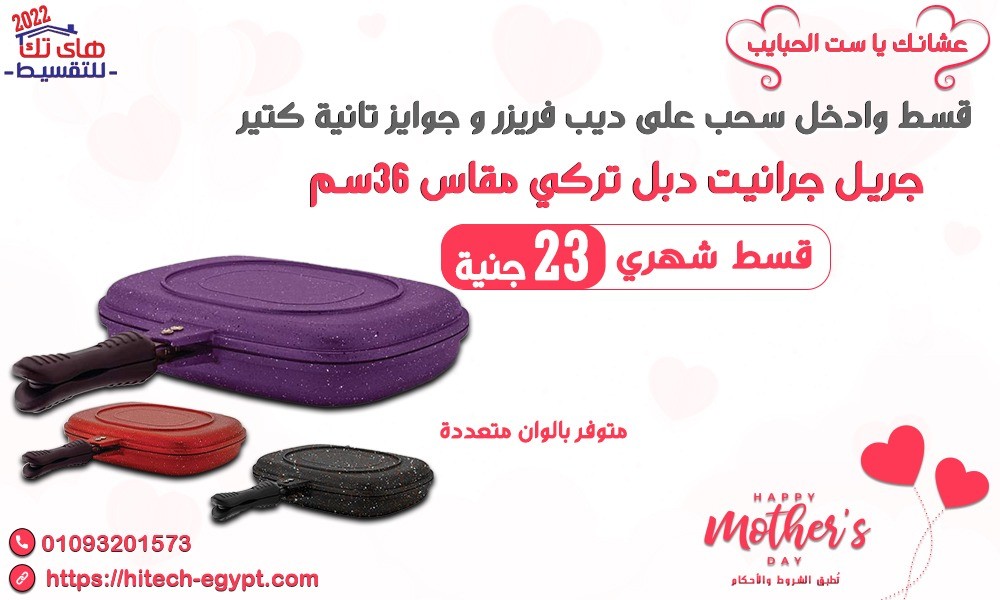 2022
هاى تك
-للتقسيط-
عشانك يا ست الحبايب
قسط وادخل سحب على ديب فريزر و جوايز تانية كتير
جريل جرانيت دبل تركي مقاس 36سم
قسط شهري 23 جنية
متوفر بالوان متعددة
HAPPY
Mother's
DAY
تُطبق الشروط والأحكام
01093201573
https://hitech-egypt.com